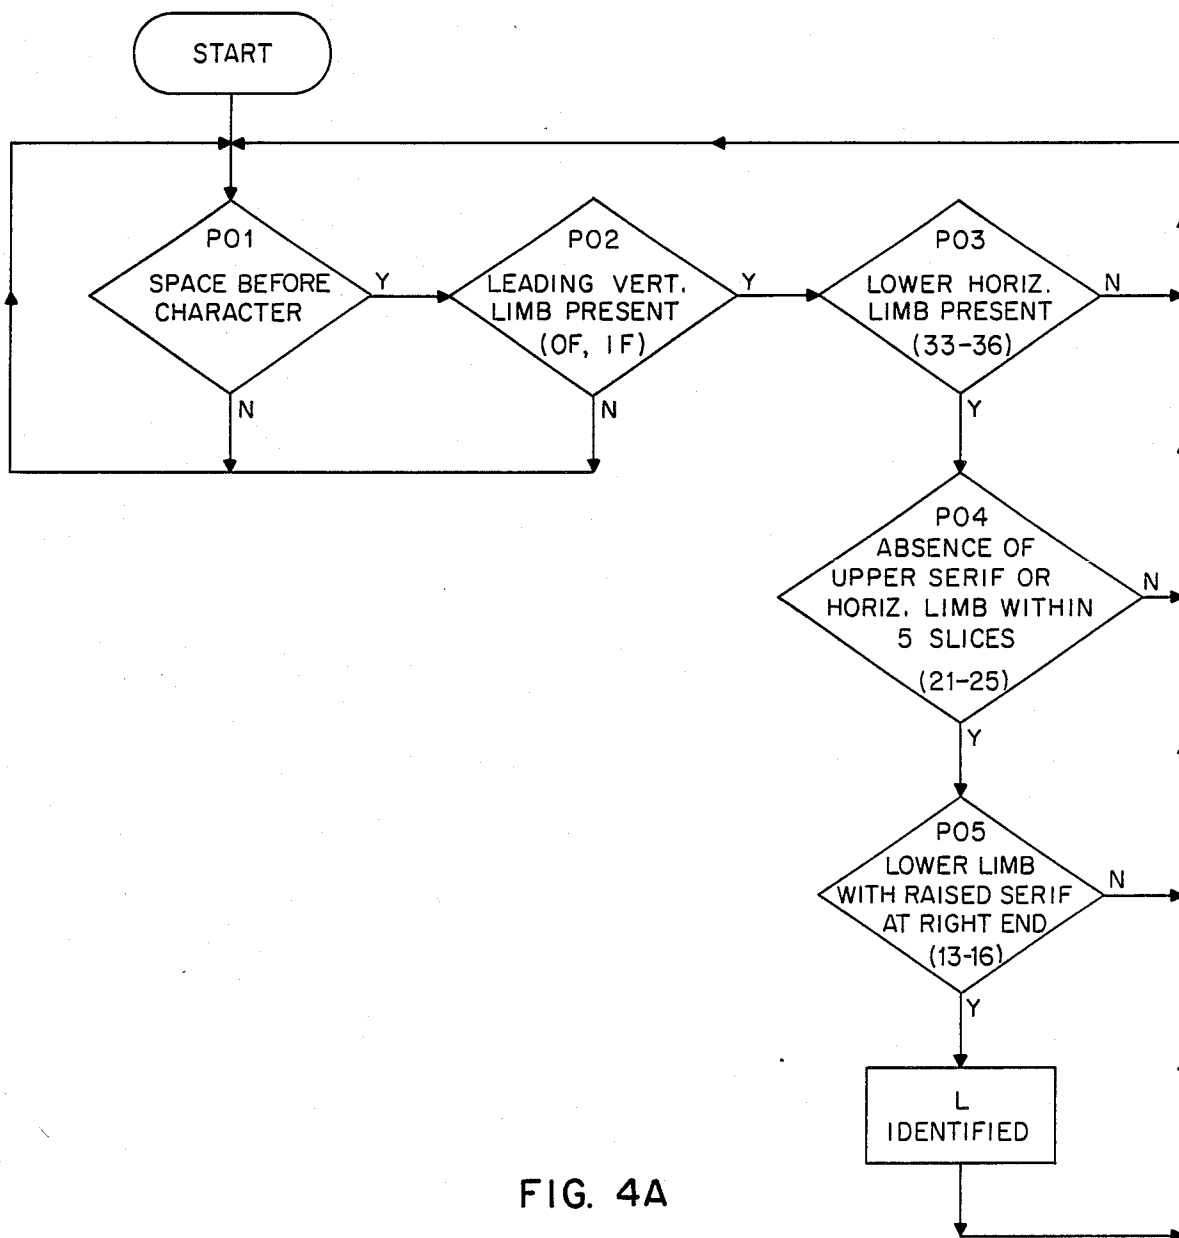 START
P01
SPACE BEFORE
CHARACTER
Y
N
P02
LEADING VERT.
LIMB PRESENT
(0F, 1F)
Y
N
P03
LOWER HORIZ.
LIMB PRESENT
(33-36)
N
Y
P04
ABSENCE OF
UPPER SERIF OR
HORIZ. LIMB WITHIN
5 SLICES
(21-25)
N
Y
P05
LOWER LIMB
WITH RAISED SERIF
AT RIGHT END
(13-16)
N
Y
L
IDENTIFIED
FIG. 4A